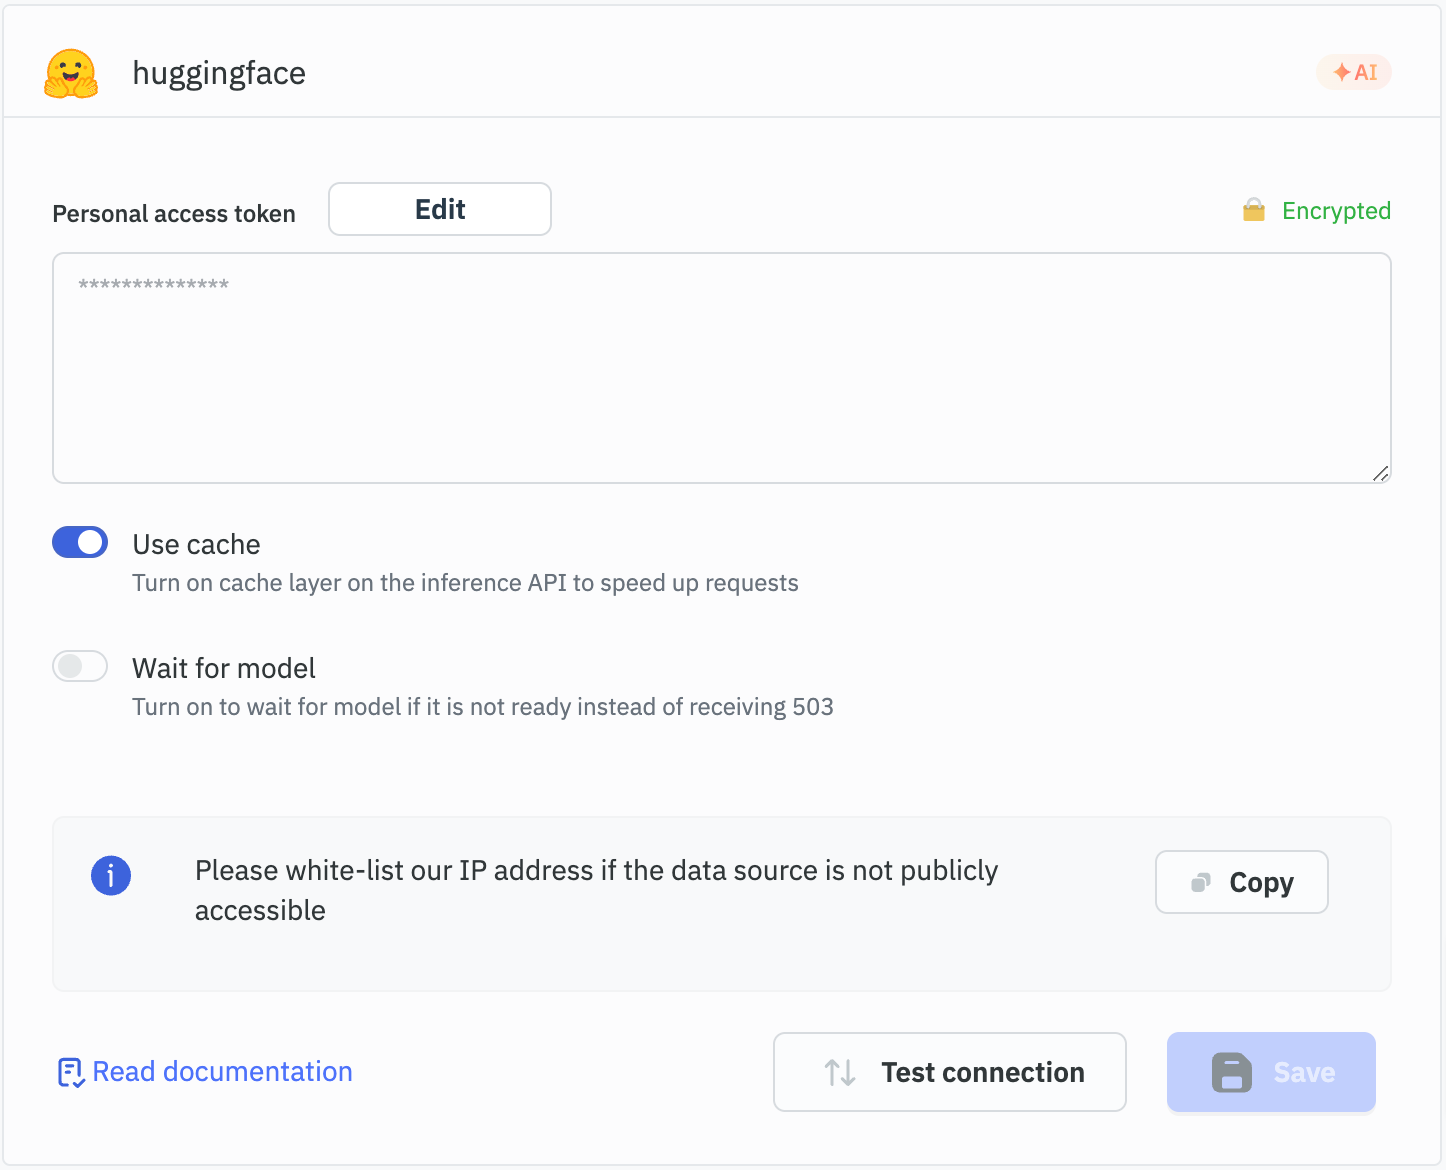 huggingface
AI
Personal access token
Edit
Encrypted
**************
Use cache
Turn on cache layer on the inference API to speed up requests
Wait for model
Turn on to wait for model if it is not ready instead of receiving 503
Please white-list our IP address if the data source is not publicly
accessible
Copy
Read documentation
Test connection
Save